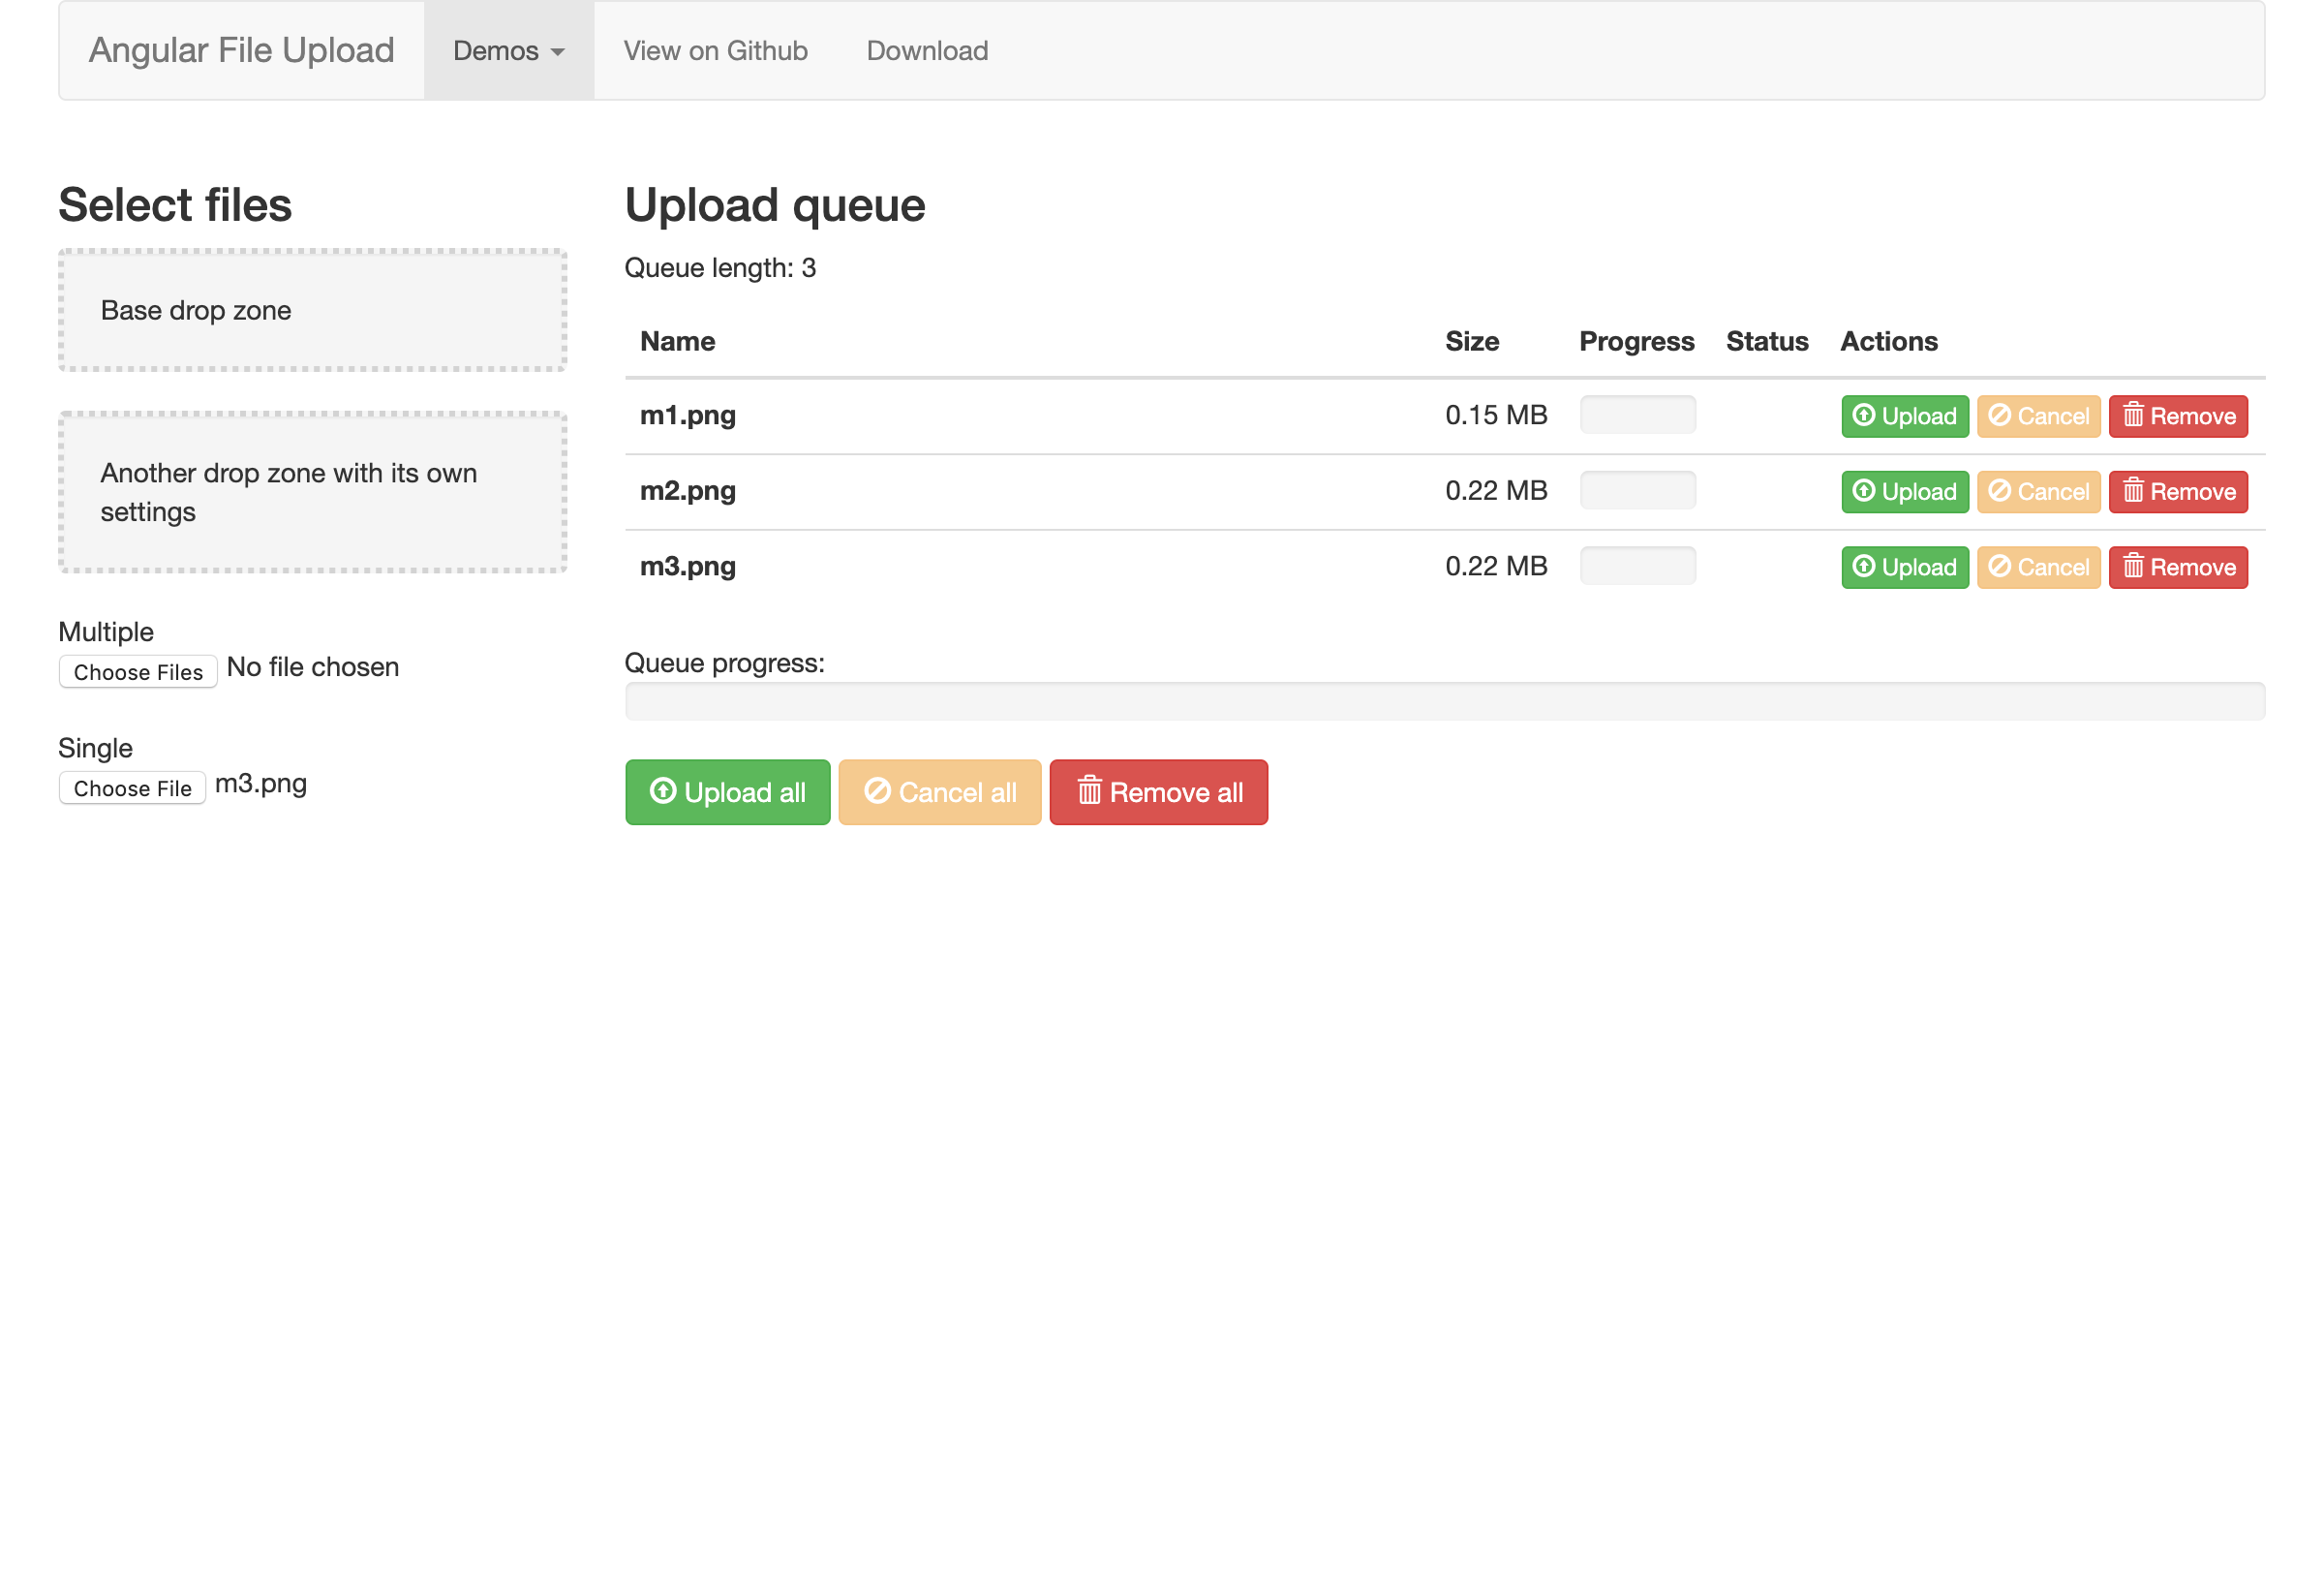 Angular File Upload Demos View on Github Download
Select files
Base drop zone
Another drop zone with its own
settings
Multiple
Choose Files No file chosen
Single
Choose File m3.png
Upload queue
Queue length: 3
Name Size Progress Status Actions
m1.png 0.15 MB Upload Cancel Remove
m2.png 0.22 MB Upload Cancel Remove
m3.png 0.22 MB Upload Cancel Remove
Queue progress:
Upload all Cancel all Remove all